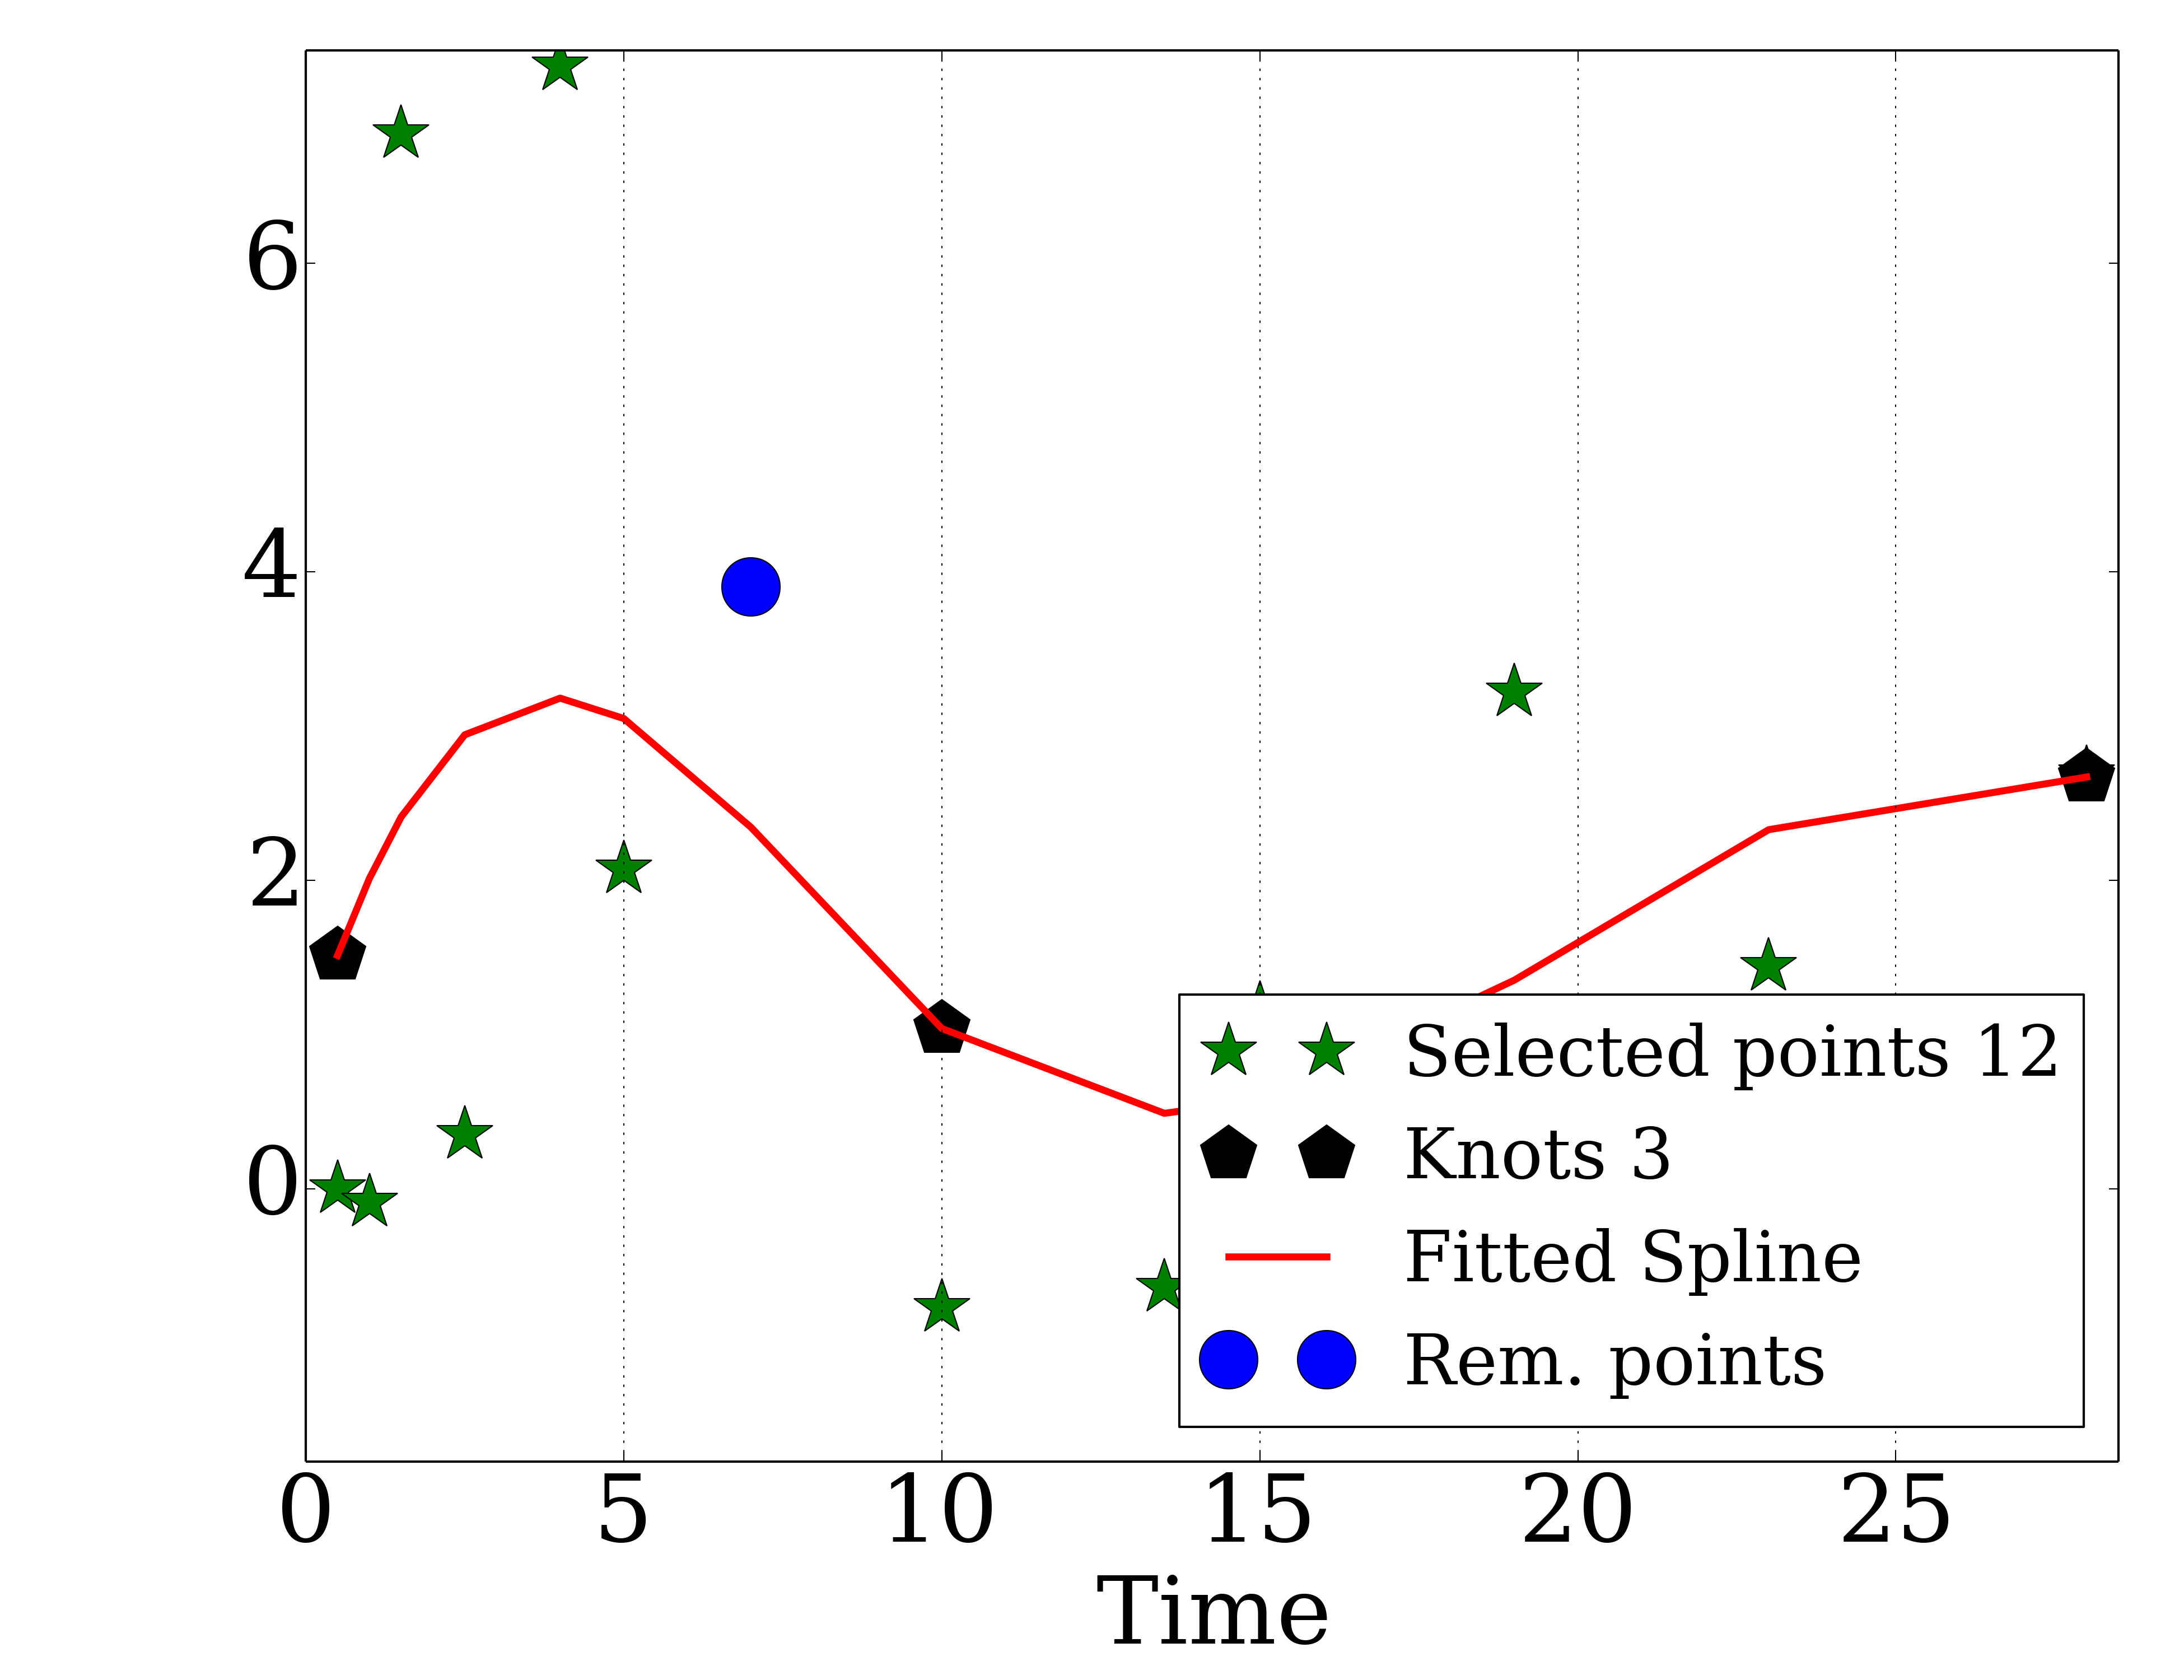 6
4
2
0
Selected points 12
Knots 3
Fitted Spline
Rem. points
0 5 10 15 20 25
Time